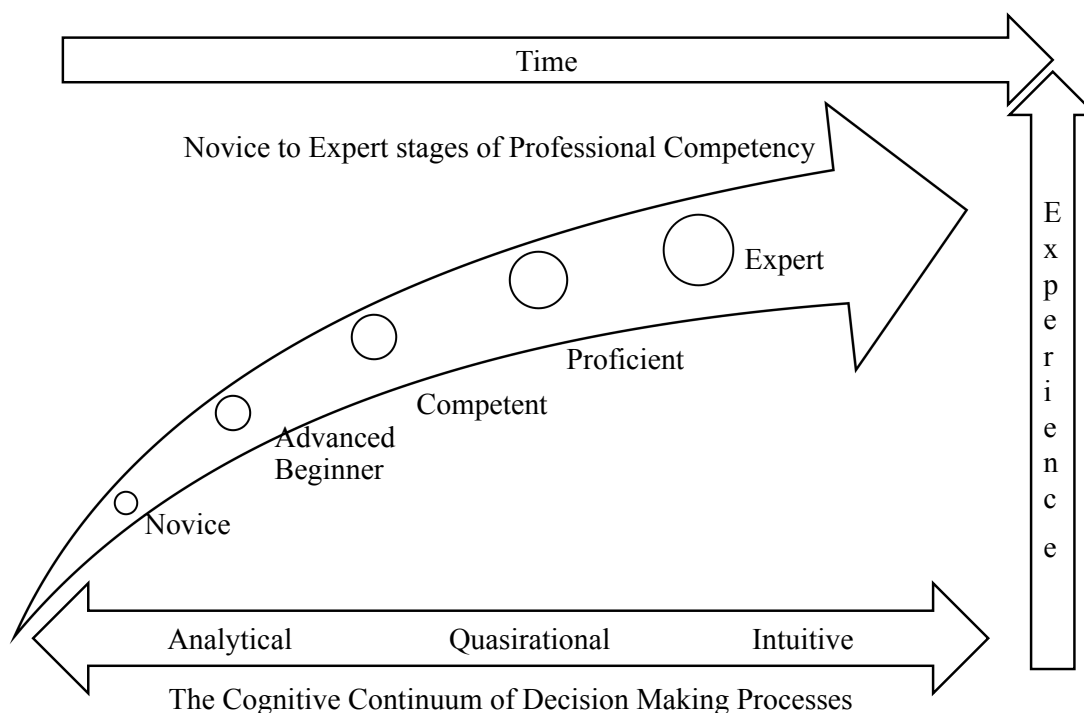 Time
Novice to Expert stages of Professional Competency
Experience
Expert
Proficient
Competent
Advanced
Beginner
Novice
Analytical
Quasirational
Intuitive
The Cognitive Continuum of Decision Making Processes